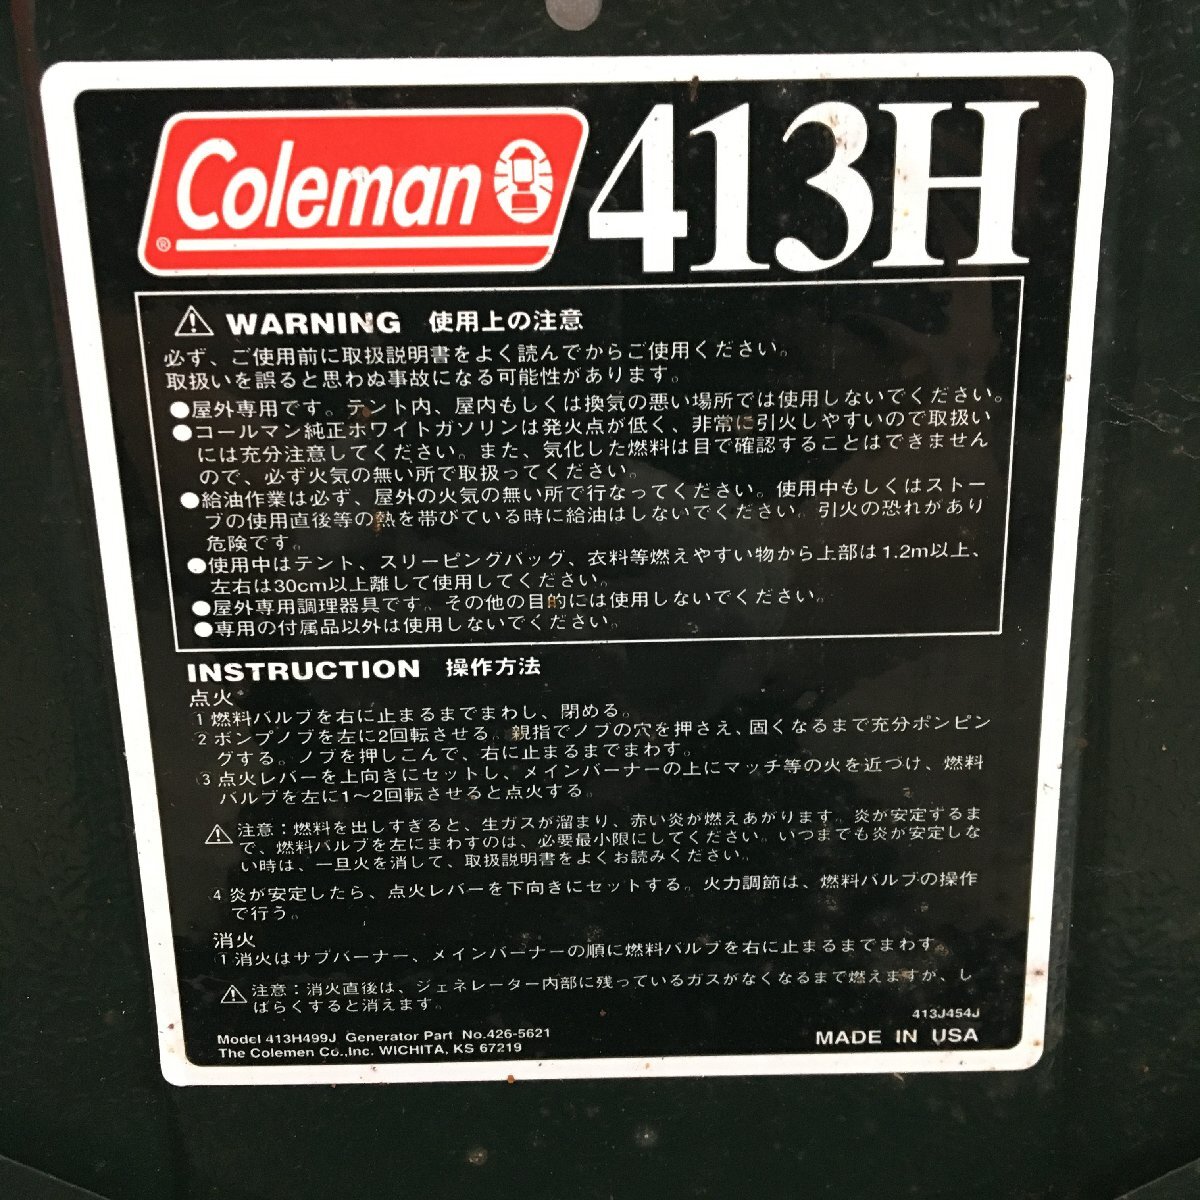 Coleman 413H
®
WARNING 使用上の注意
必ず、ご使用前に取扱説明書をよく読んでからご使用ください。
取扱いを誤ると思わぬ事故になる可能性があります。
●屋外専用です。テント内、屋内もしくは換気の悪い場所では使用しないでください。
●コールマン純正ホワイトガソリンは発火点が低く、非常に引火しやすいので取扱い
には充分注意してください。また、気化した燃料は目で確認することはできません
ので、必ず火気の無い所で取扱ってください。
●給油作業は必ず、屋外の火気の無い所で行なってください。使用中もしくはストー
ブの使用直後等の熱を帯びている時に給油はしないでください。引火の恐れがあり
危険です。
●使用中はテント、スリーピングバッグ、衣料等燃えやすい物から上部は1.2m以上、
左右は30cm以上離して使用してください。
●屋外専用調理器具です。その他の目的には使用しないでください。
●専用の付属品以外は使用しないでください。
INSTRUCTION 操作方法
点火
1 燃料バルブを右に止まるまでまわし、閉める。
2 ポンプノブを左に2回転させる。親指でノブの穴を押さえ、固くなるまで充分ポンピン
グする。ノブを押しこんで、右に止まるまでまわす。
3 点火レバーを上向きにセットし、メインバーナーの上にマッチ等の火を近づけ、燃料
バルブを左に1〜2回転させると点火する。
注意：燃料を出しすぎると、生ガスが溜まり、赤い炎が燃えあがります。炎が安定するま
で、燃料バルブを左にまわすのは、必要最小限にしてください。いつまでも炎が安定しな
い時は、一旦火を消して、取扱説明書をよくお読みください。
4 炎が安定したら、点火レバーを下向きにセットする。火力調節は、燃料バルブの操作
で行う。
消火
1 消火はサブバーナー、メインバーナーの順に燃料バルブを右に止まるまでまわす。
注意：消火直後は、ジェネレーター内部に残っているガスがなくなるまで燃えますが、し
ばらくすると消えます。
413J454J
Model 413H499J Generator Part No.426-5621
The Colemen Co.,Inc. WICHITA, KS 67219
MADE IN USA